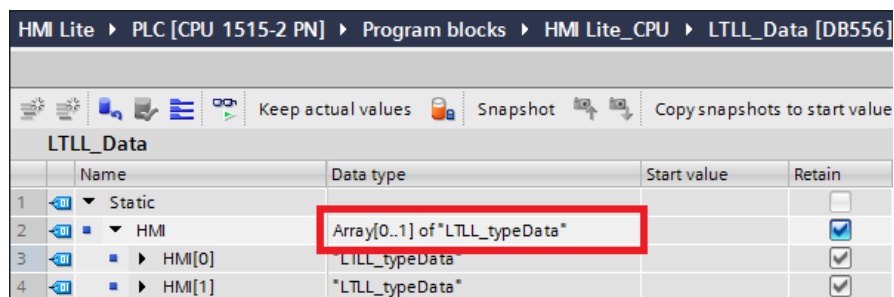 HMI Lite ▸ PLC [CPU 1515-2 PN] ▸ Program blocks ▸ HMI Lite_CPU ▸ LTLL_Data [DB556]
Keep actual values Snapshot Copy snapshots to start value
LTLL_Data
Name Data type Start value Retain
1 Static
2 HMI Array[0..1] of "LTLL_typeData"
3 HMI[0] "LTLL_typeData"
4 HMI[1] "LTLL_typeData"